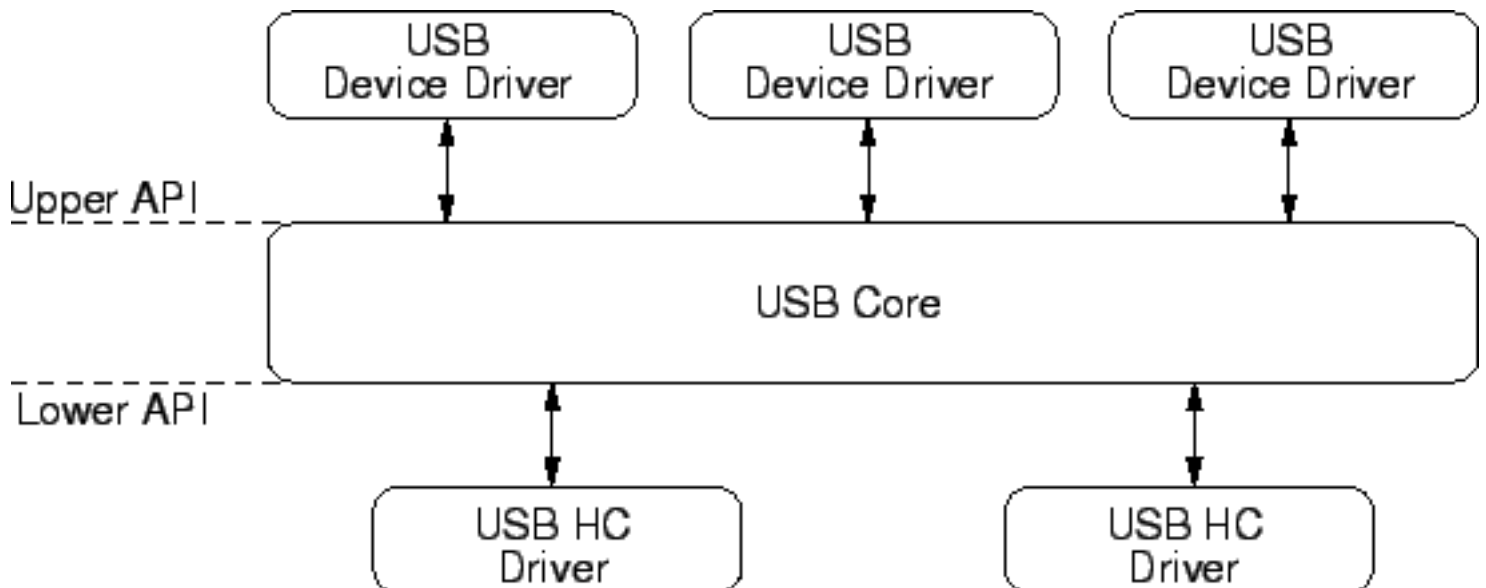 USB
Device Driver
USB
Device Driver
USB
Device Driver
Upper API
USB Core
Lower API
USB HC
Driver
USB HC
Driver